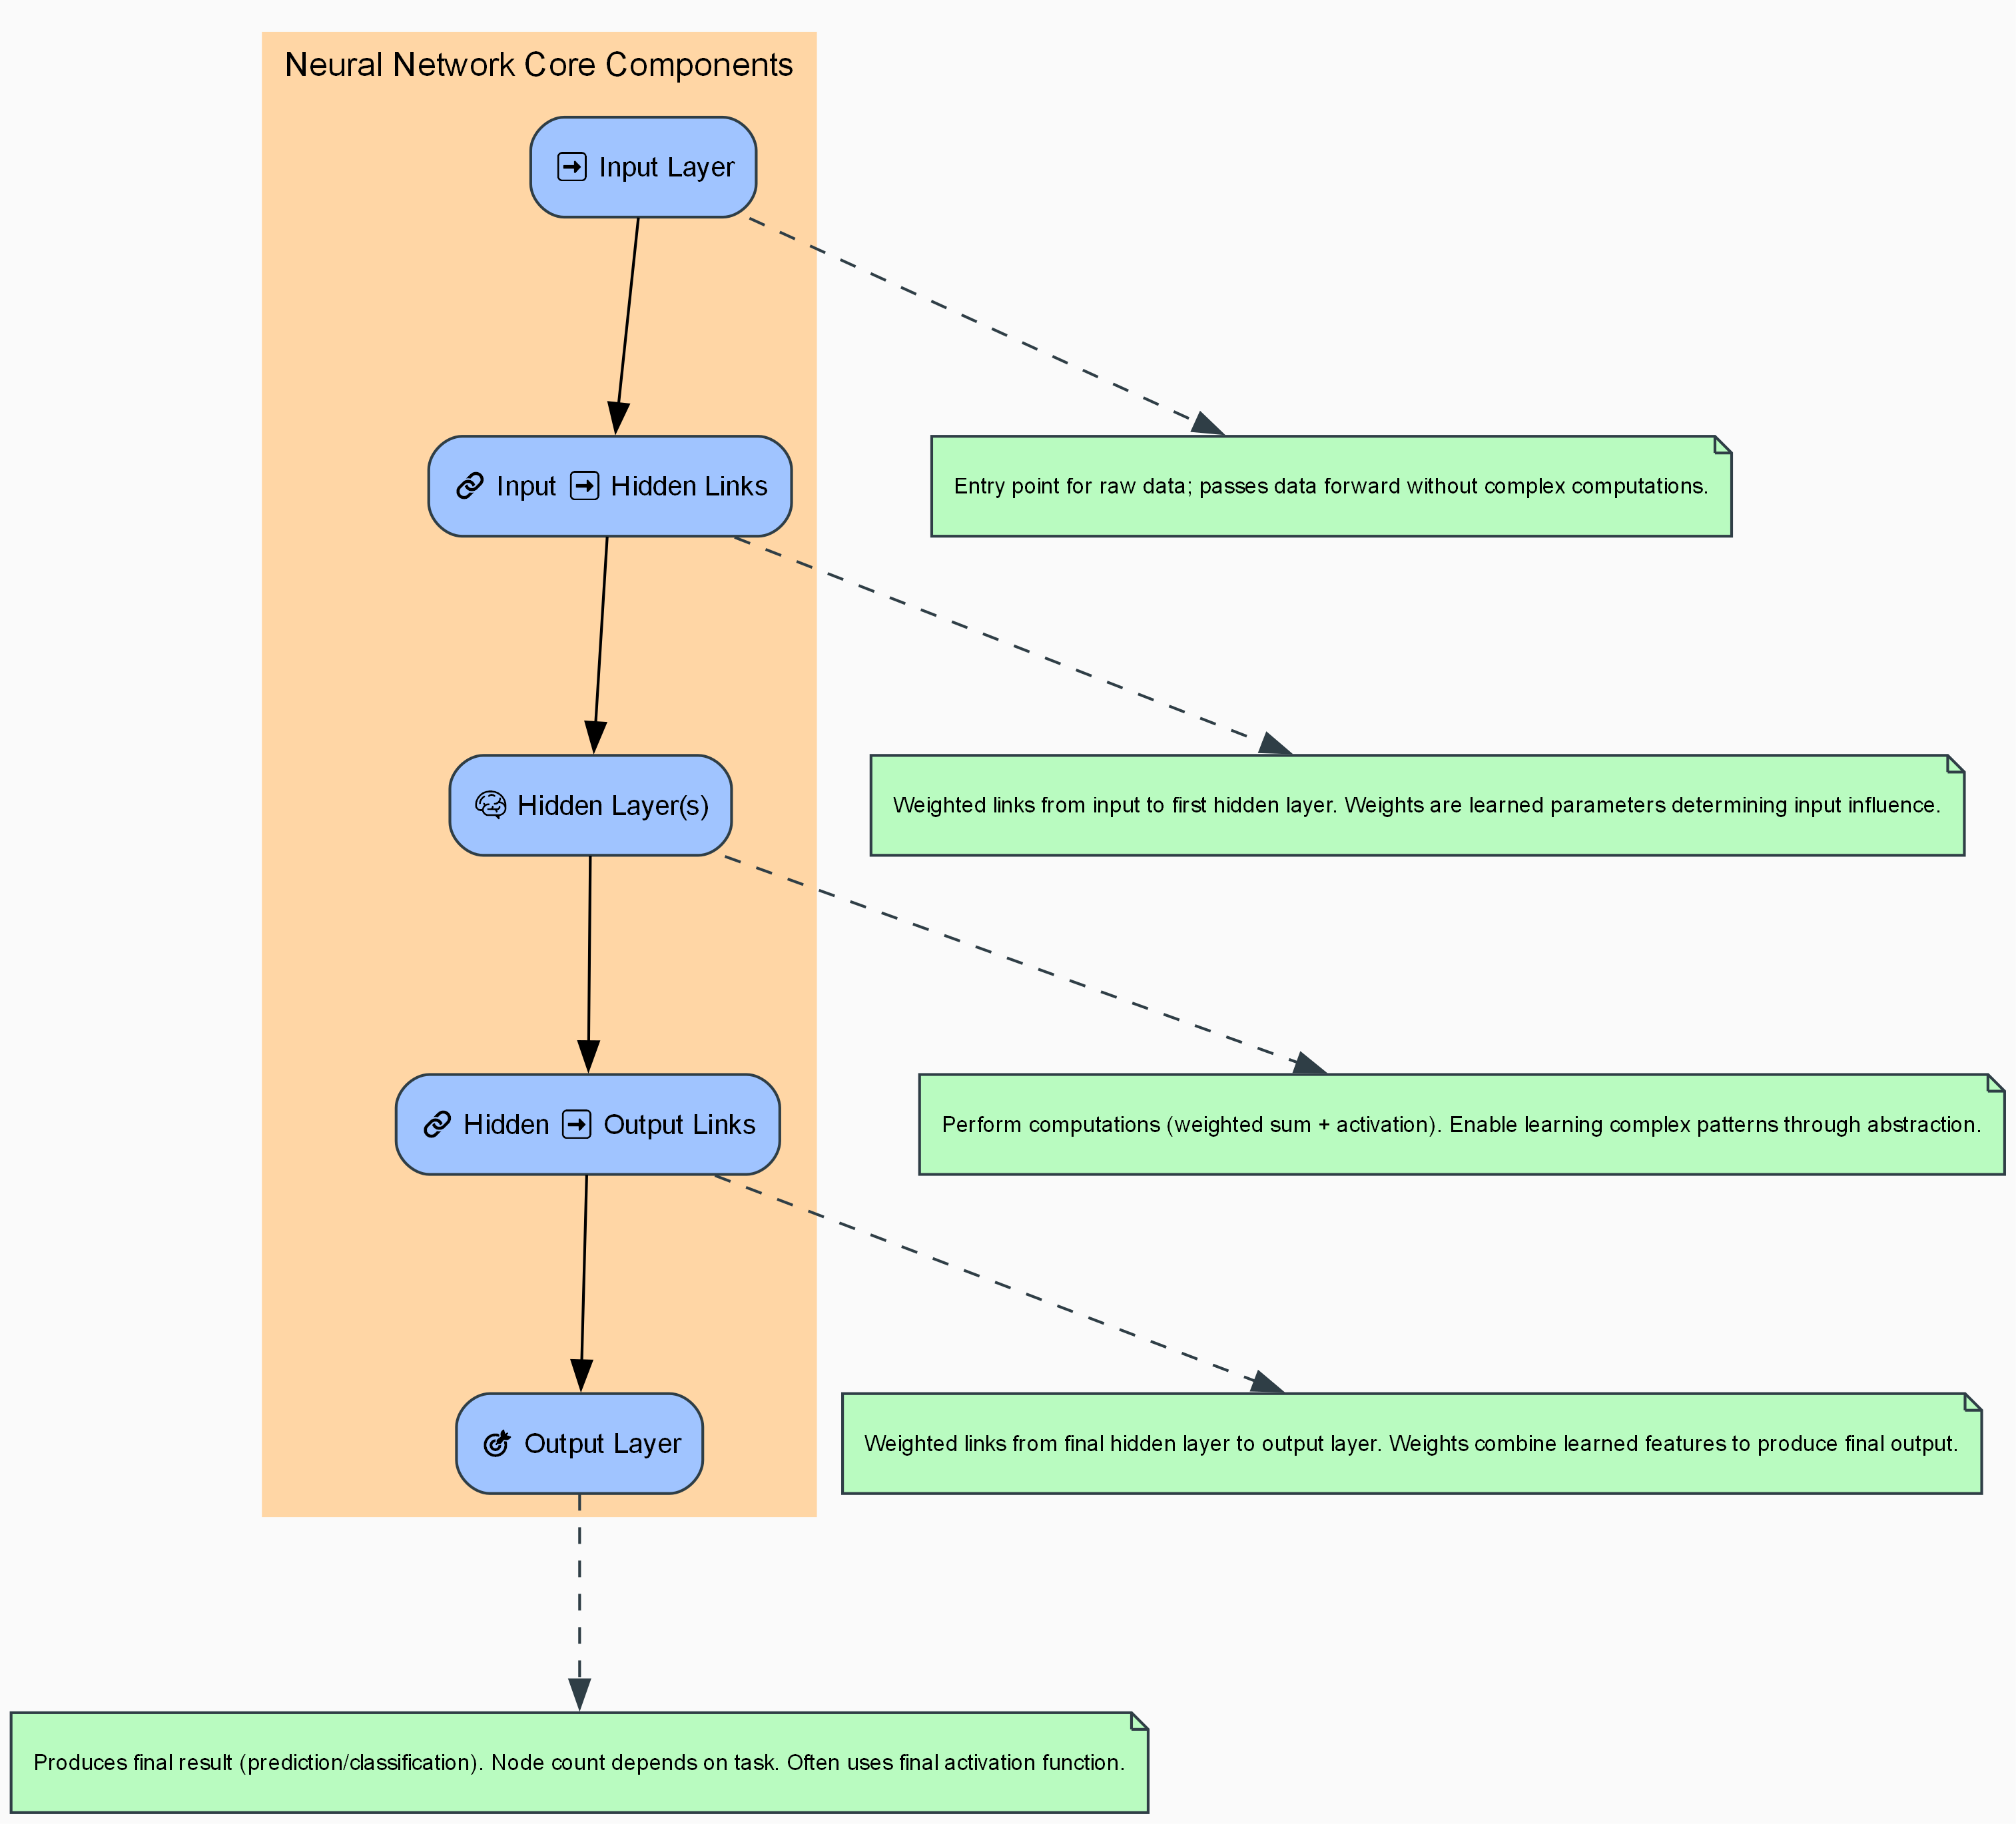 Neural Network Core Components
➡ Input Layer
🔗 Input ➡ Hidden Links
Entry point for raw data; passes data forward without complex computations.
🧠 Hidden Layer(s)
Weighted links from input to first hidden layer. Weights are learned parameters determining input influence.
🔗 Hidden ➡ Output Links
Perform computations (weighted sum + activation). Enable learning complex patterns through abstraction.
🎯 Output Layer
Weighted links from final hidden layer to output layer. Weights combine learned features to produce final output.
Produces final result (prediction/classification). Node count depends on task. Often uses final activation function.